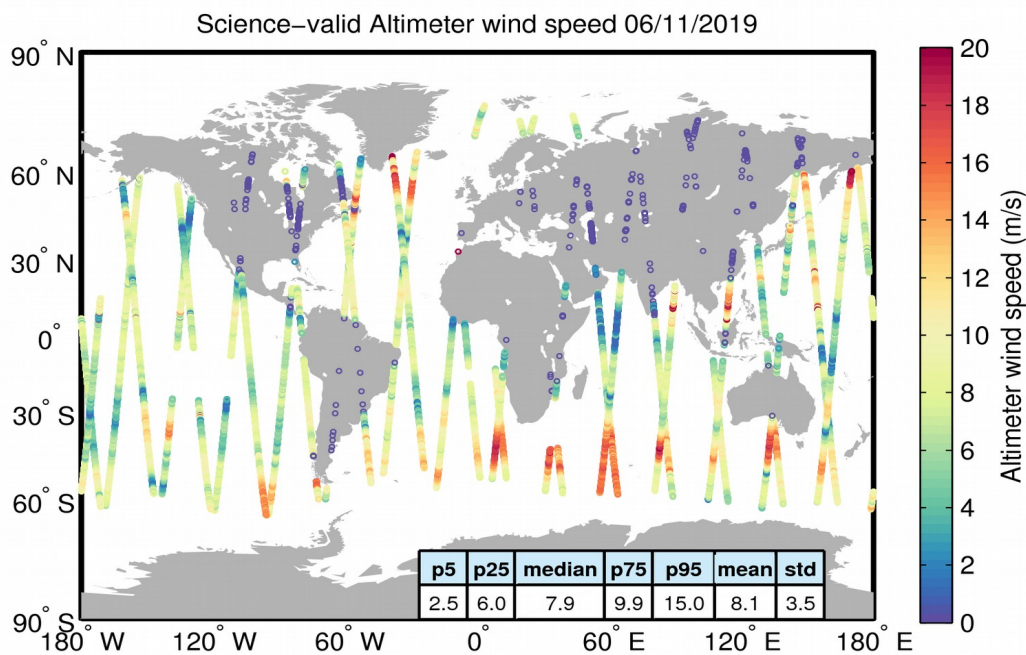 Science−valid Altimeter wind speed 06/11/2019
90° N
60° N
30° N
0°
30° S
60° S
90° S
180° W 120° W 60° W 0° 60° E 120° E 180° E
p5 p25 median p75 p95 mean std
2.5 6.0 7.9 9.9 15.0 8.1 3.5
20
18
16
14
12
10
8
6
4
2
0
Altimeter wind speed (m/s)